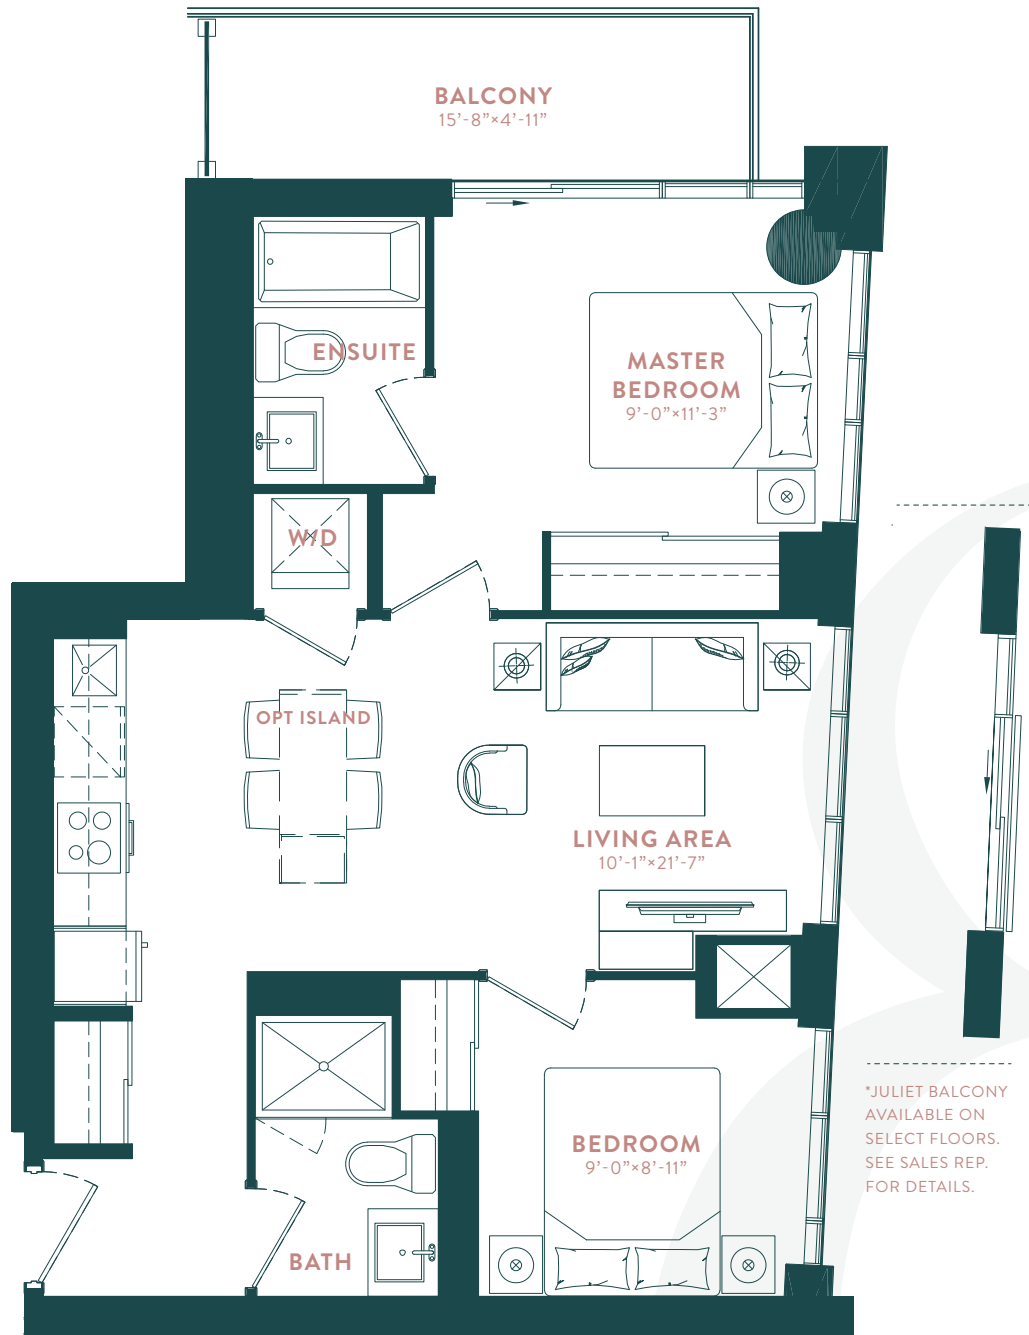 BALCONY
15’-8”×4’-11”
ENSUITE
MASTER
BEDROOM
9’-0”×11’-3”
W/D
OPT ISLAND
LIVING AREA
10’-1”×21’-7”
BEDROOM
9’-0”×8’-11”
BATH
*JULIET BALCONY
AVAILABLE ON
SELECT FLOORS.
SEE SALES REP.
FOR DETAILS.